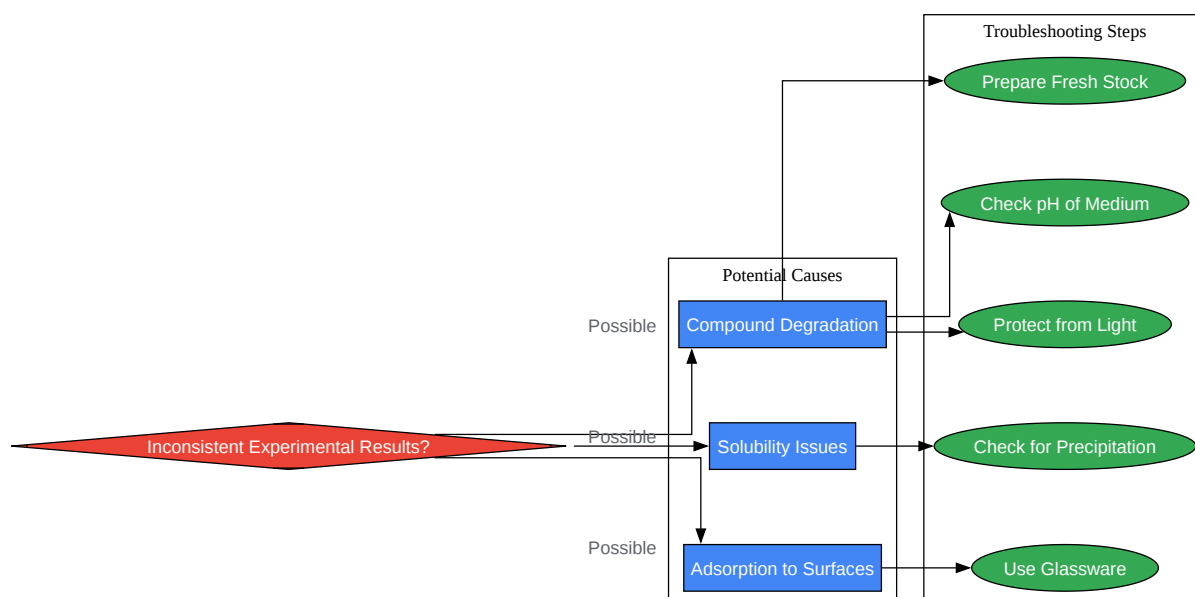 Troubleshooting Steps
Prepare Fresh Stock
Check pH of Medium
Potential Causes
Possible
Compound Degradation
Protect from Light
Inconsistent Experimental Results?
Possible
Solubility Issues
Check for Precipitation
Possible
Adsorption to Surfaces
Use Glassware